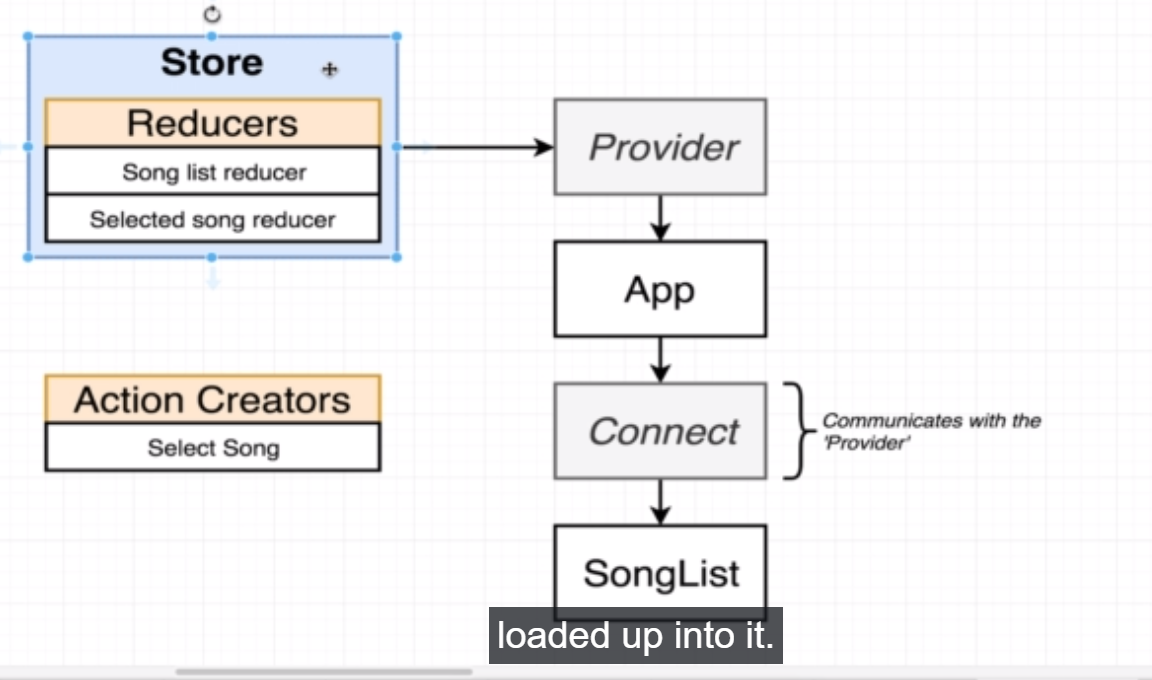 Store
Reducers
Song list reducer
Selected song reducer
Action Creators
Select Song
Provider
App
Connect
Communicates with the
'Provider'
SongList
loaded up into it.